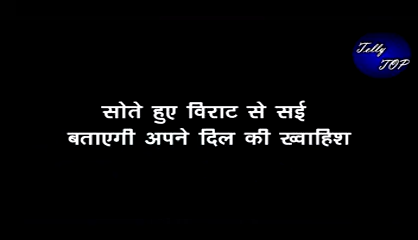 Telly
TOP
सोते हुए विराट से सई
बताएगी अपने दिल की ख्वाहिश